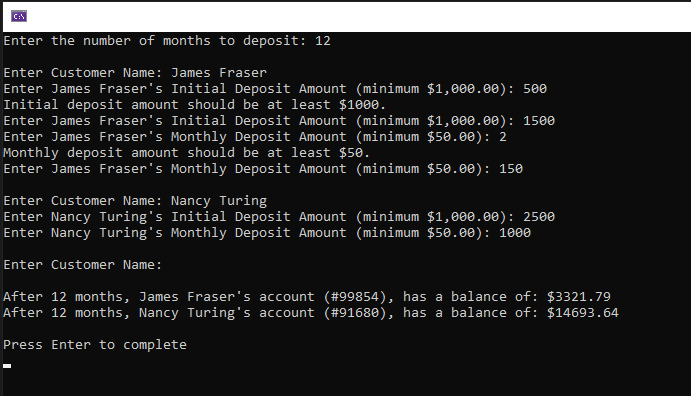 C:\
Enter the number of months to deposit: 12
Enter Customer Name: James Fraser
Enter James Fraser's Initial Deposit Amount (minimum $1,000.00): 500
Initial deposit amount should be at least $1000.
Enter James Fraser's Initial Deposit Amount (minimum $1,000.00): 1500
Enter James Fraser's Monthly Deposit Amount (minimum $50.00): 2
Monthly deposit amount should be at least $50.
Enter James Fraser's Monthly Deposit Amount (minimum $50.00): 150
Enter Customer Name: Nancy Turing
Enter Nancy Turing's Initial Deposit Amount (minimum $1,000.00): 2500
Enter Nancy Turing's Monthly Deposit Amount (minimum $50.00): 1000
Enter Customer Name:
After 12 months, James Fraser's account (#99854), has a balance of: $3321.79
After 12 months, Nancy Turing's account (#91680), has a balance of: $14693.64
Press Enter to complete